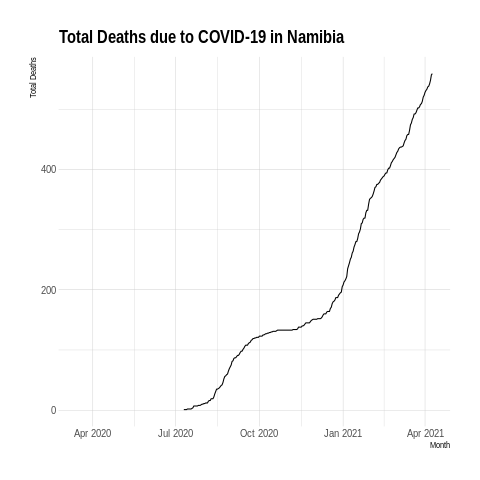 Total Deaths due to COVID-19 in Namibia
Total Deaths
400
200
0
Apr 2020 Jul 2020 Oct 2020 Jan 2021 Apr 2021
Month